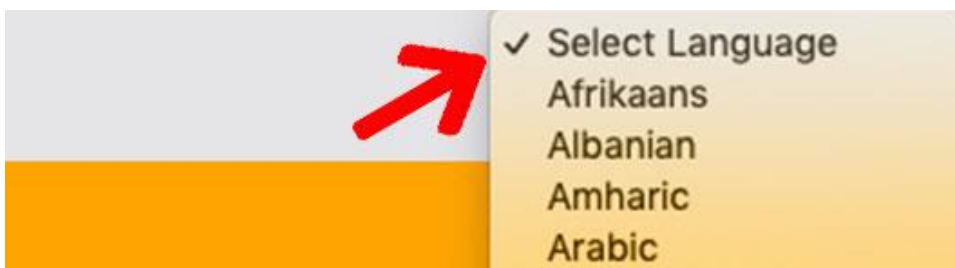 ✓ Select Language
Afrikaans
Albanian
Amharic
Arabic